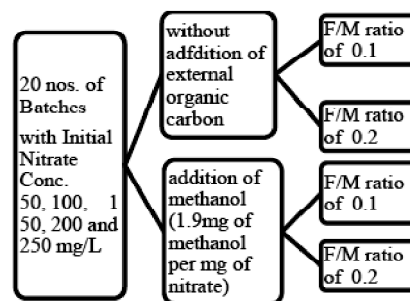 20 nos. of
Batches
with Initial
Nitrate
Conc.
50, 100, 1
50, 200 and
250 mg/L
without
adfdition of
external
organic
carbon
addition of
methanol
(1.9mg of
methanol
per mg of
nitrate)
F/M ratio
of 0.1
F/M ratio
of 0.2
F/M ratio
of 0.1
F/M ratio
of 0.2